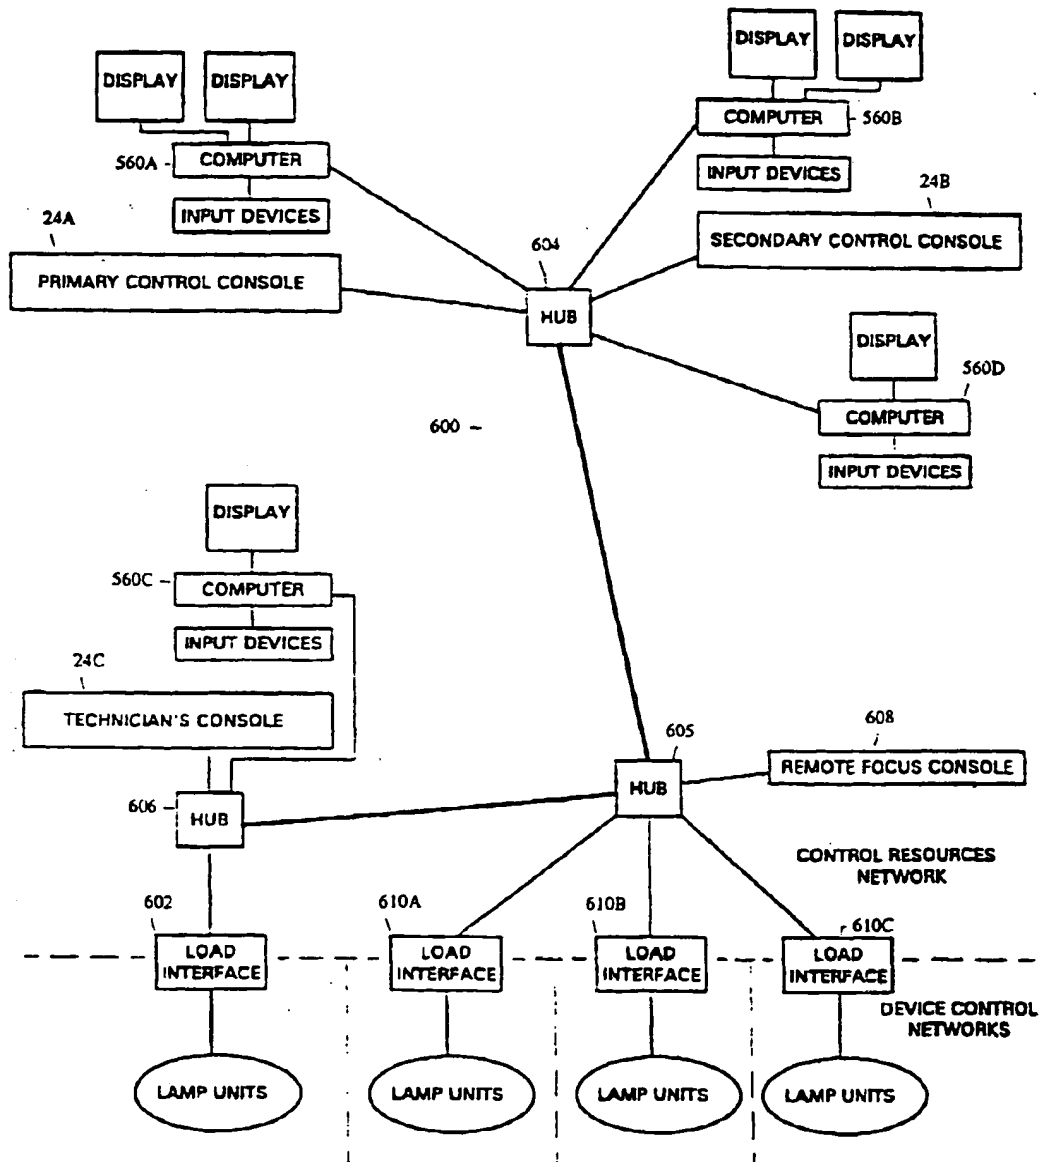 DISPLAY
DISPLAY
560A
COMPUTER
INPUT DEVICES
24A
PRIMARY CONTROL CONSOLE
DISPLAY
DISPLAY
COMPUTER
560B
INPUT DEVICES
24B
SECONDARY CONTROL CONSOLE
604
HUB
DISPLAY
560D
COMPUTER
INPUT DEVICES
600
DISPLAY
560C
COMPUTER
INPUT DEVICES
24C
TECHNICIAN'S CONSOLE
606
HUB
605
HUB
608
REMOTE FOCUS CONSOLE
CONTROL RESOURCES
NETWORK
602
LOAD
INTERFACE
610A
LOAD
INTERFACE
610B
LOAD
INTERFACE
610C
LOAD
INTERFACE
DEVICE CONTROL
NETWORKS
LAMP UNITS
LAMP UNITS
LAMP UNITS
LAMP UNITS